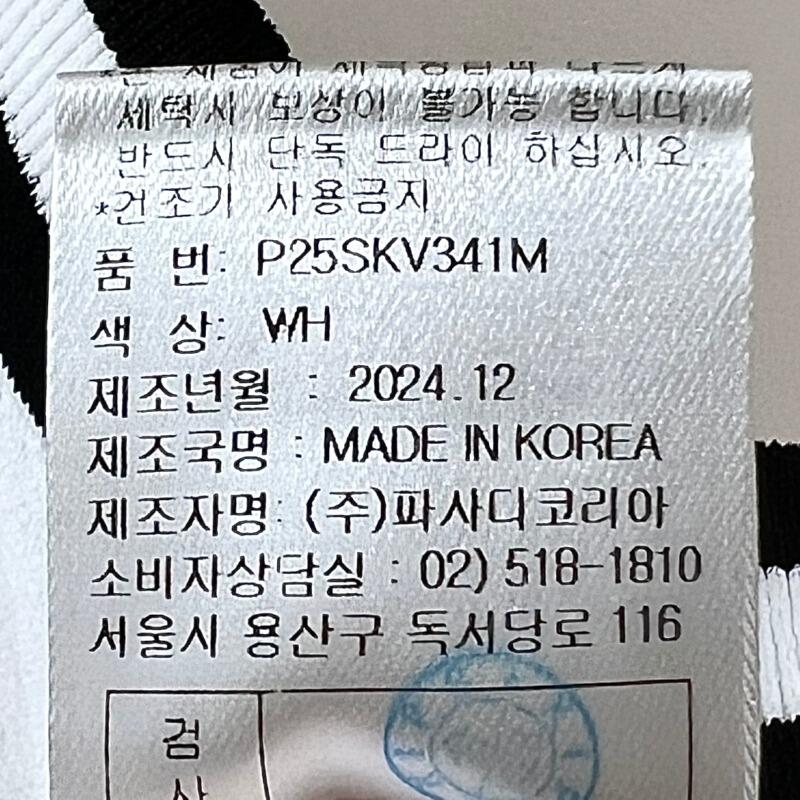 세탁시 보상이 불가능 합니다.
반드시 단독 드라이 하십시오.
*건조기 사용금지
품 번: P25SKV341M
색 상: WH
제조년월 : 2024.12
제조국명 : MADE IN KOREA
제조자명: (주)파사디코리아
소비자상담실 : 02) 518-1810
서울시 용산구 독서당로 116
검
사